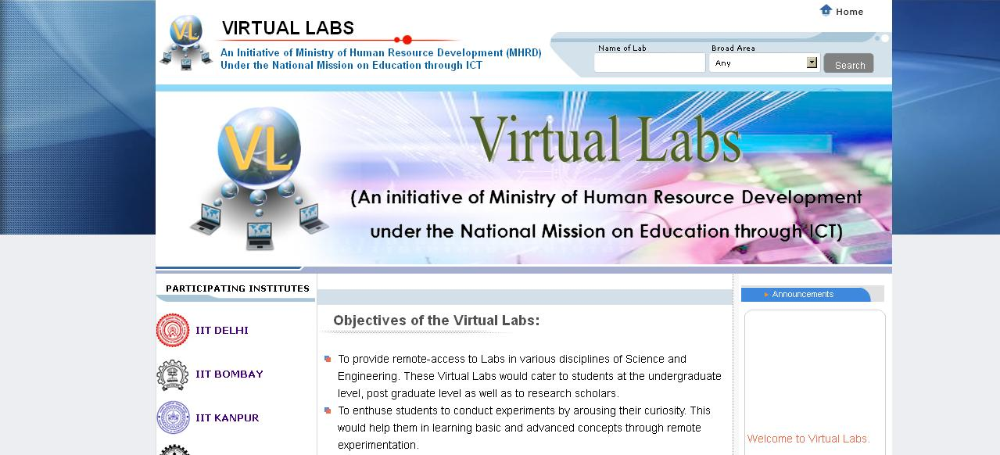 VL
VIRTUAL LABS
An Initiative of Ministry of Human Resource Development (MHRD)
Under the National Mission on Education through ICT
Home
Name of Lab
Broad Area
Any
Search
VL
Virtual Labs
(An initiative of Ministry of Human Resource Development
under the National Mission on Education through ICT)
PARTICIPATING INSTITUTES
IIT DELHI
IIT BOMBAY
IIT KANPUR
Objectives of the Virtual Labs:
To provide remote-access to Labs in various disciplines of Science and
Engineering. These Virtual Labs would cater to students at the undergraduate
level, post graduate level as well as to research scholars.
To enthuse students to conduct experiments by arousing their curiosity. This
would help them in learning basic and advanced concepts through remote
experimentation.
Announcements
Welcome to Virtual Labs.